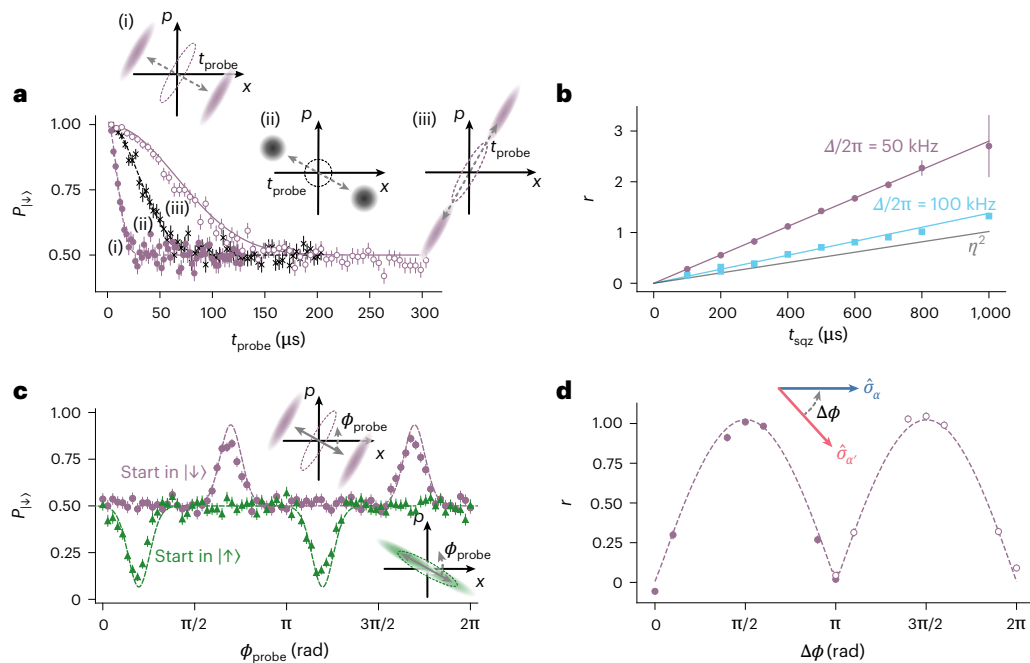 (i)
p
t_probe
x
a
b
p
(ii)
p
(iii)
1.00
t_probe
3
Δ/2π = 50 kHz
P_|↓⟩
0.75
t_probe
x
x
r
2
Δ/2π = 100 kHz
(iii)
(ii)
1
0.50
(i)
η²
0
0 50 100 150 200 250 300
0 200 400 600 800 1,000
t_probe (μs)
t_sqz (μs)
c
p
d
σ̂_α
1.00
ϕ_probe
Δϕ
1.00
x
σ̂_α′
0.75
Start in |↓⟩
0.75
P_|↓⟩
0.50
r
0.50
p
Start in |↑⟩
ϕ_probe
0.25
0.25
x
0
0
0 π/2 π 3π/2 2π
0 π/2 π 3π/2 2π
ϕ_probe (rad)
Δϕ (rad)